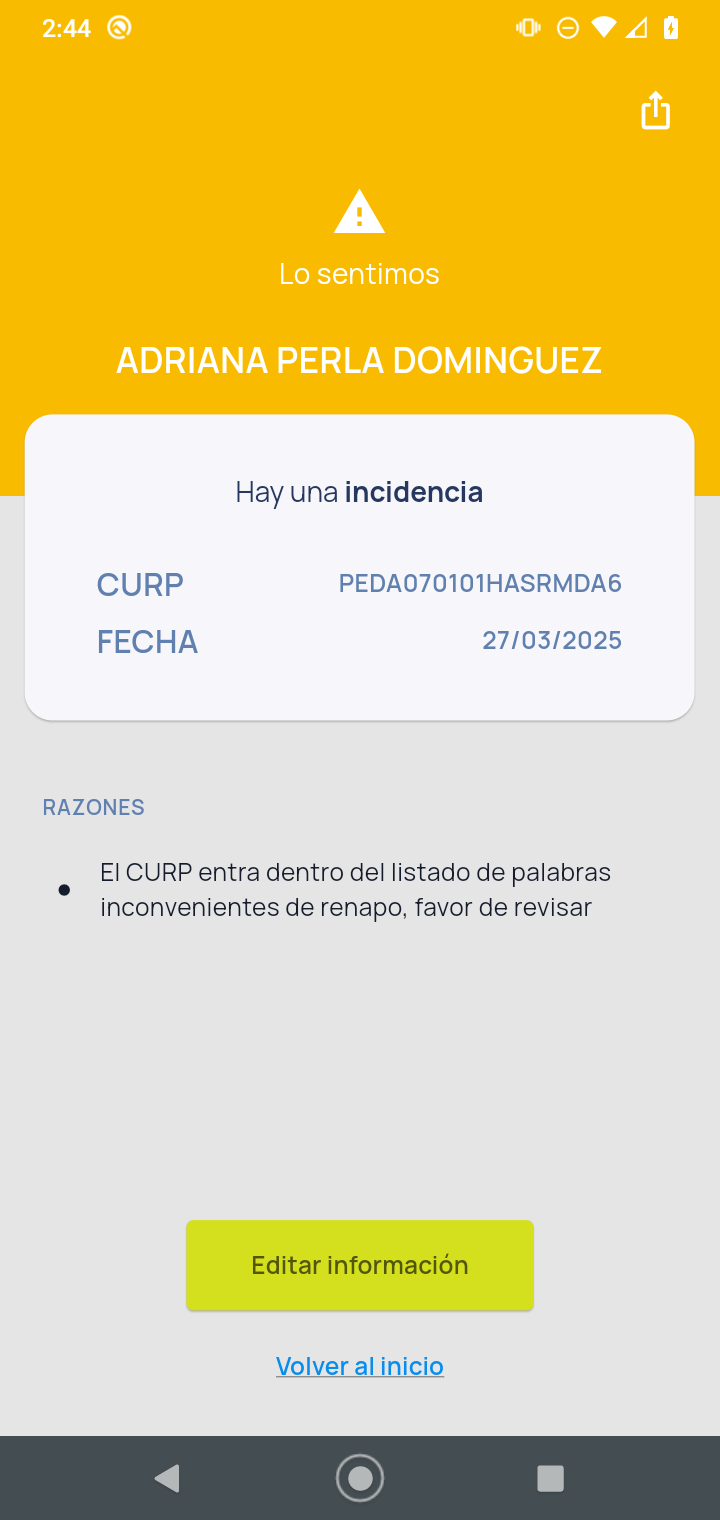 2:44
Lo sentimos
ADRIANA PERLA DOMINGUEZ
Hay una incidencia
CURP PEDA070101HASRMDA6
FECHA 27/03/2025
RAZONES
El CURP entra dentro del listado de palabras
inconvenientes de renapo, favor de revisar
Editar información
Volver al inicio